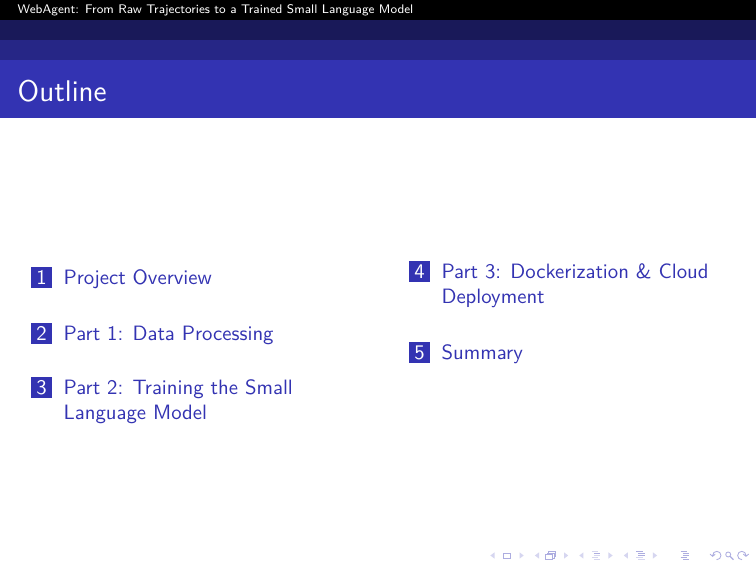 WebAgent: From Raw Trajectories to a Trained Small Language Model
Outline
1 Project Overview
2 Part 1: Data Processing
3 Part 2: Training the Small
Language Model
4 Part 3: Dockerization & Cloud
Deployment
5 Summary